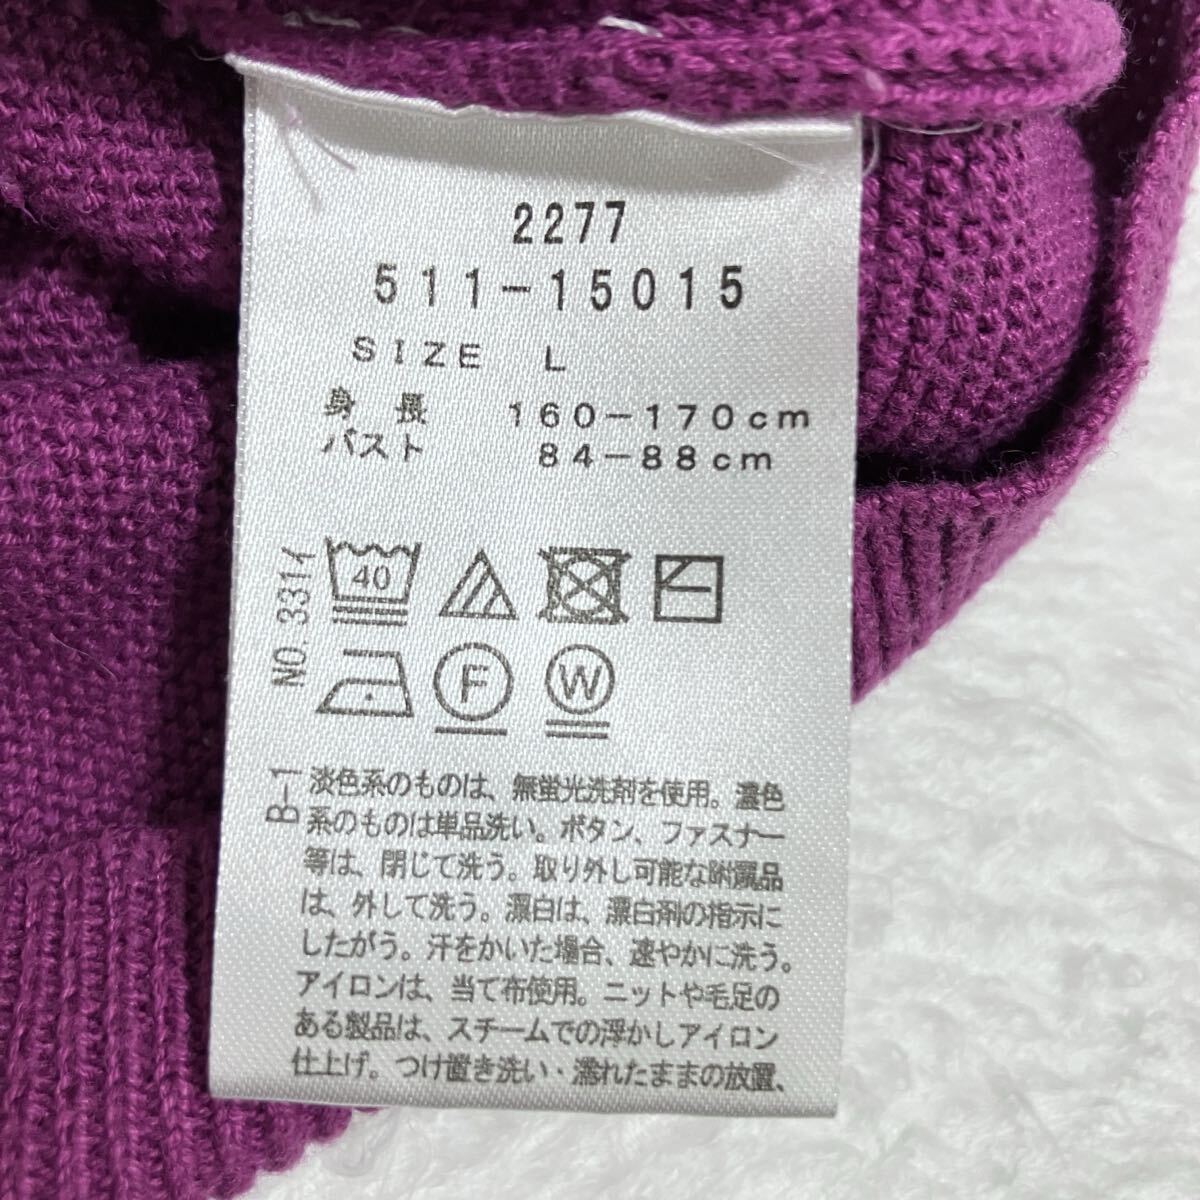 2277
511-15015
SIZE L
身長 160-170cm
バスト 84-88cm
NO.331イ
40
F
W
B-1
淡色系のものは、無蛍光洗剤を使用。濃色
系のものは単品洗い。ボタン、ファスナー
等は、閉じて洗う。取り外し可能な附属品
は、外して洗う。漂白は、漂白剤の指示に
したがう。汗をかいた場合、速やかに洗う。
アイロンは、当て布使用。ニットや毛足の
ある製品は、スチームでの浮かしアイロン
仕上げ。つけ置き洗い・濡れたままの放置、